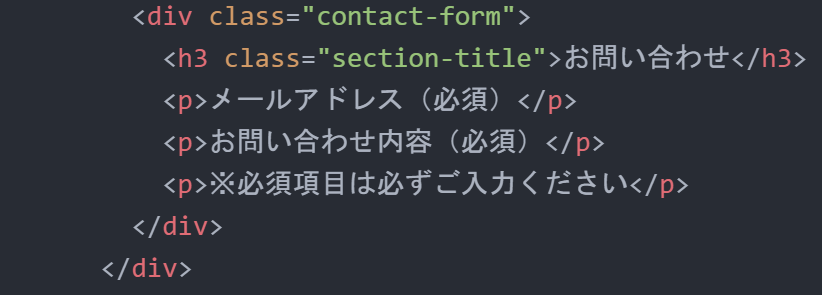 <div class="contact-form">
<h3 class="section-title">お問い合わせ</h3>
<p>メールアドレス（必須）</p>
<p>お問い合わせ内容（必須）</p>
<p>※必須項目は必ずご入力ください</p>
</div>
</div>